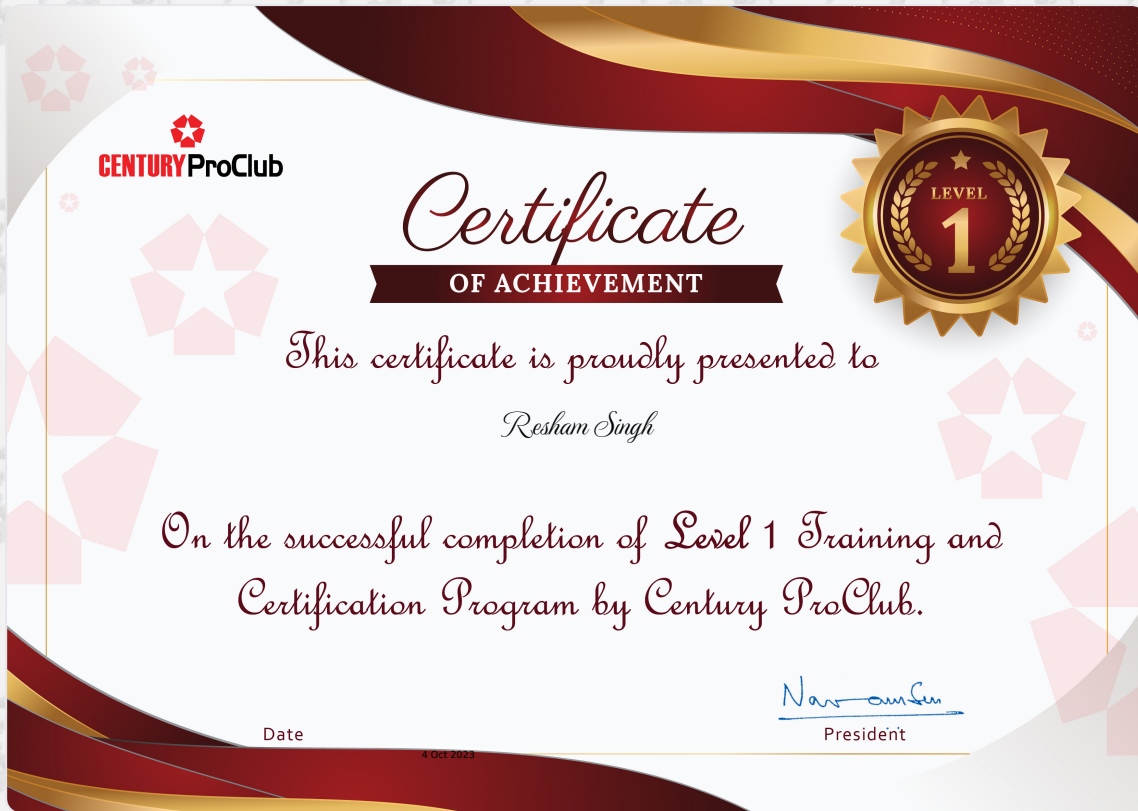 CENTURY ProClub
LEVEL
1
Certificate
OF ACHIEVEMENT
This certificate is proudly presented to
Resham Singh
On the successful completion of Level 1 Training and
Certification Program by Century ProClub.
Date
President
4 Oct 2023